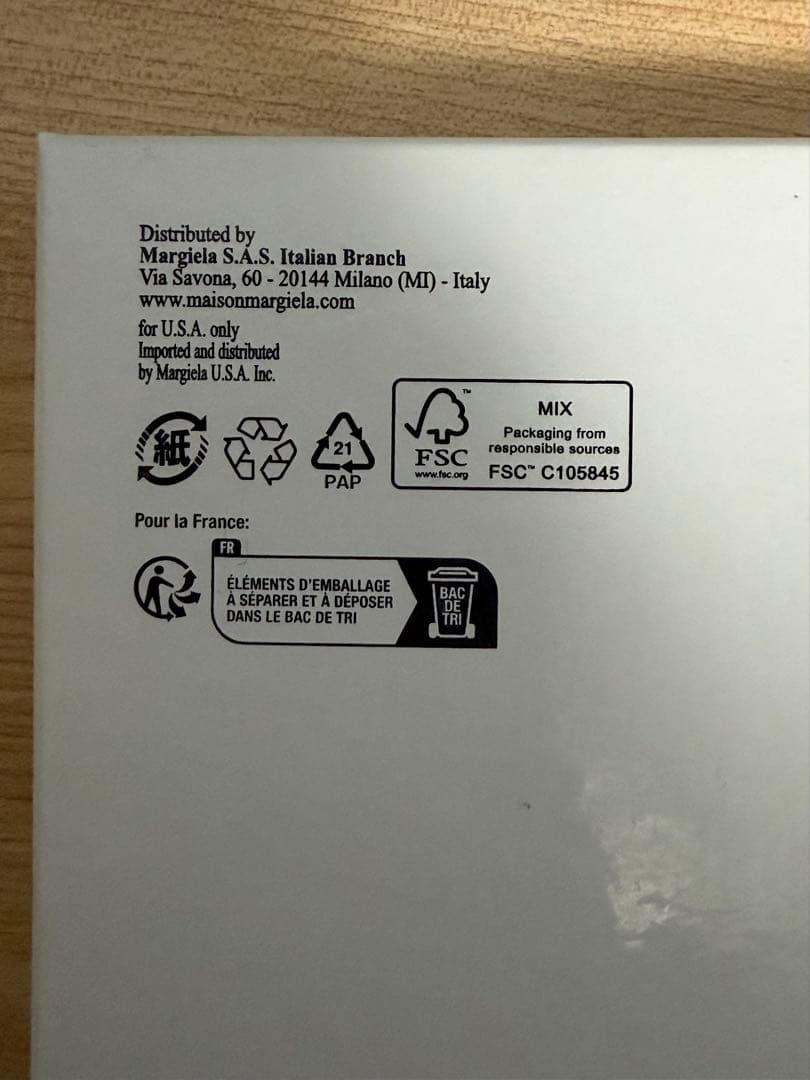 Distributed by
Margiela S.A.S. Italian Branch
Via Savona, 60 - 20144 Milano (MI) - Italy
www.maisonmargiela.com
for U.S.A. only
Imported and distributed
by Margiela U.S.A. Inc.
紙
21
PAP
FSC
www.fsc.org
™
MIX
Packaging from
responsible sources
FSC™ C105845
Pour la France:
FR
ÉLÉMENTS D'EMBALLAGE
À SÉPARER ET À DÉPOSER
DANS LE BAC DE TRI
BAC
DE
TRI